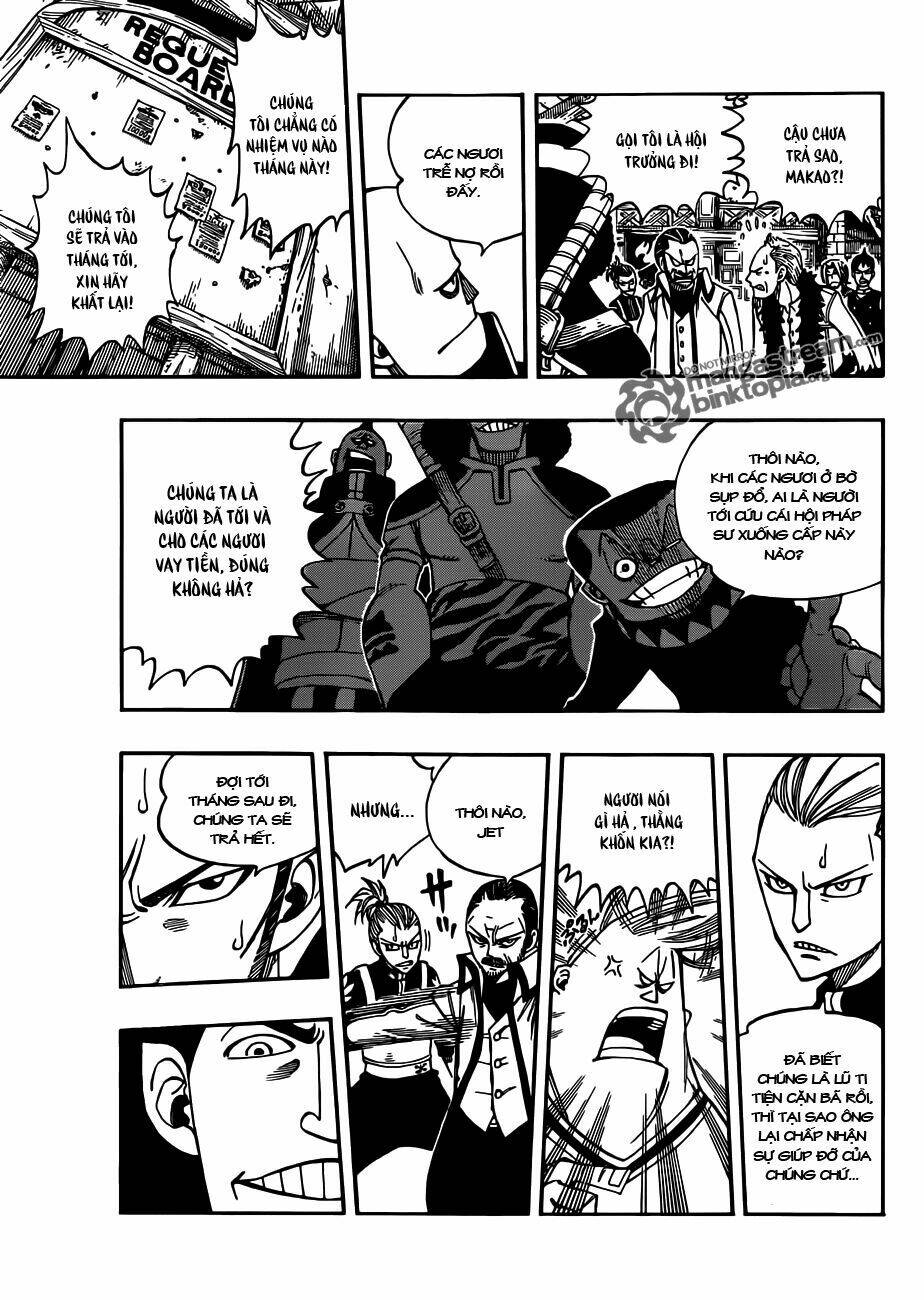 CẬU CHƯA
TRẢ SAO,
MAKAO?!
GỌI TÔI LÀ HỘI
TRƯỞNG ĐI!
DO NOT MIRROR
mangastream.com
binktopia.org
CÁC NGƯƠI
TRỄ NỢ RỒI
ĐẤY.
REQUE
BOARD
CHÚNG
TÔI CHẲNG CÓ
NHIỆM VỤ NÀO
THÁNG NÀY!
CHÚNG TÔI
SẼ TRẢ VÀO
THÁNG TỚI,
XIN HÃY
KHẤT LẠI!
THÔI NÀO,
KHI CÁC NGƯƠI Ở BỜ
SỤP ĐỔ, AI LÀ NGƯỜI
TỚI CỨU CÁI HỘI PHÁP
SƯ XUỐNG CẤP NÀY
NÀO?
CHÚNG TA LÀ
NGƯỜI ĐÃ TỚI VÀ
CHO CÁC NGƯỜI
VAY TIỀN, ĐÚNG
KHÔNG HẢ?
ĐÃ BIẾT
CHÚNG LÀ LŨ TI
TIỆN CẶN BÃ RỒI,
THÌ TẠI SAO ÔNG
LẠI CHẤP NHẬN
SỰ GIÚP ĐỠ CỦA
CHÚNG CHỨ...
NGƯỜI NÓI
GÌ HẢ , THẰNG
KHỐN KIA?!
THÔI NÀO,
JET
NHƯNG...
ĐỢI TỚI
THÁNG SAU ĐI,
CHÚNG TA SẼ
TRẢ HẾT.